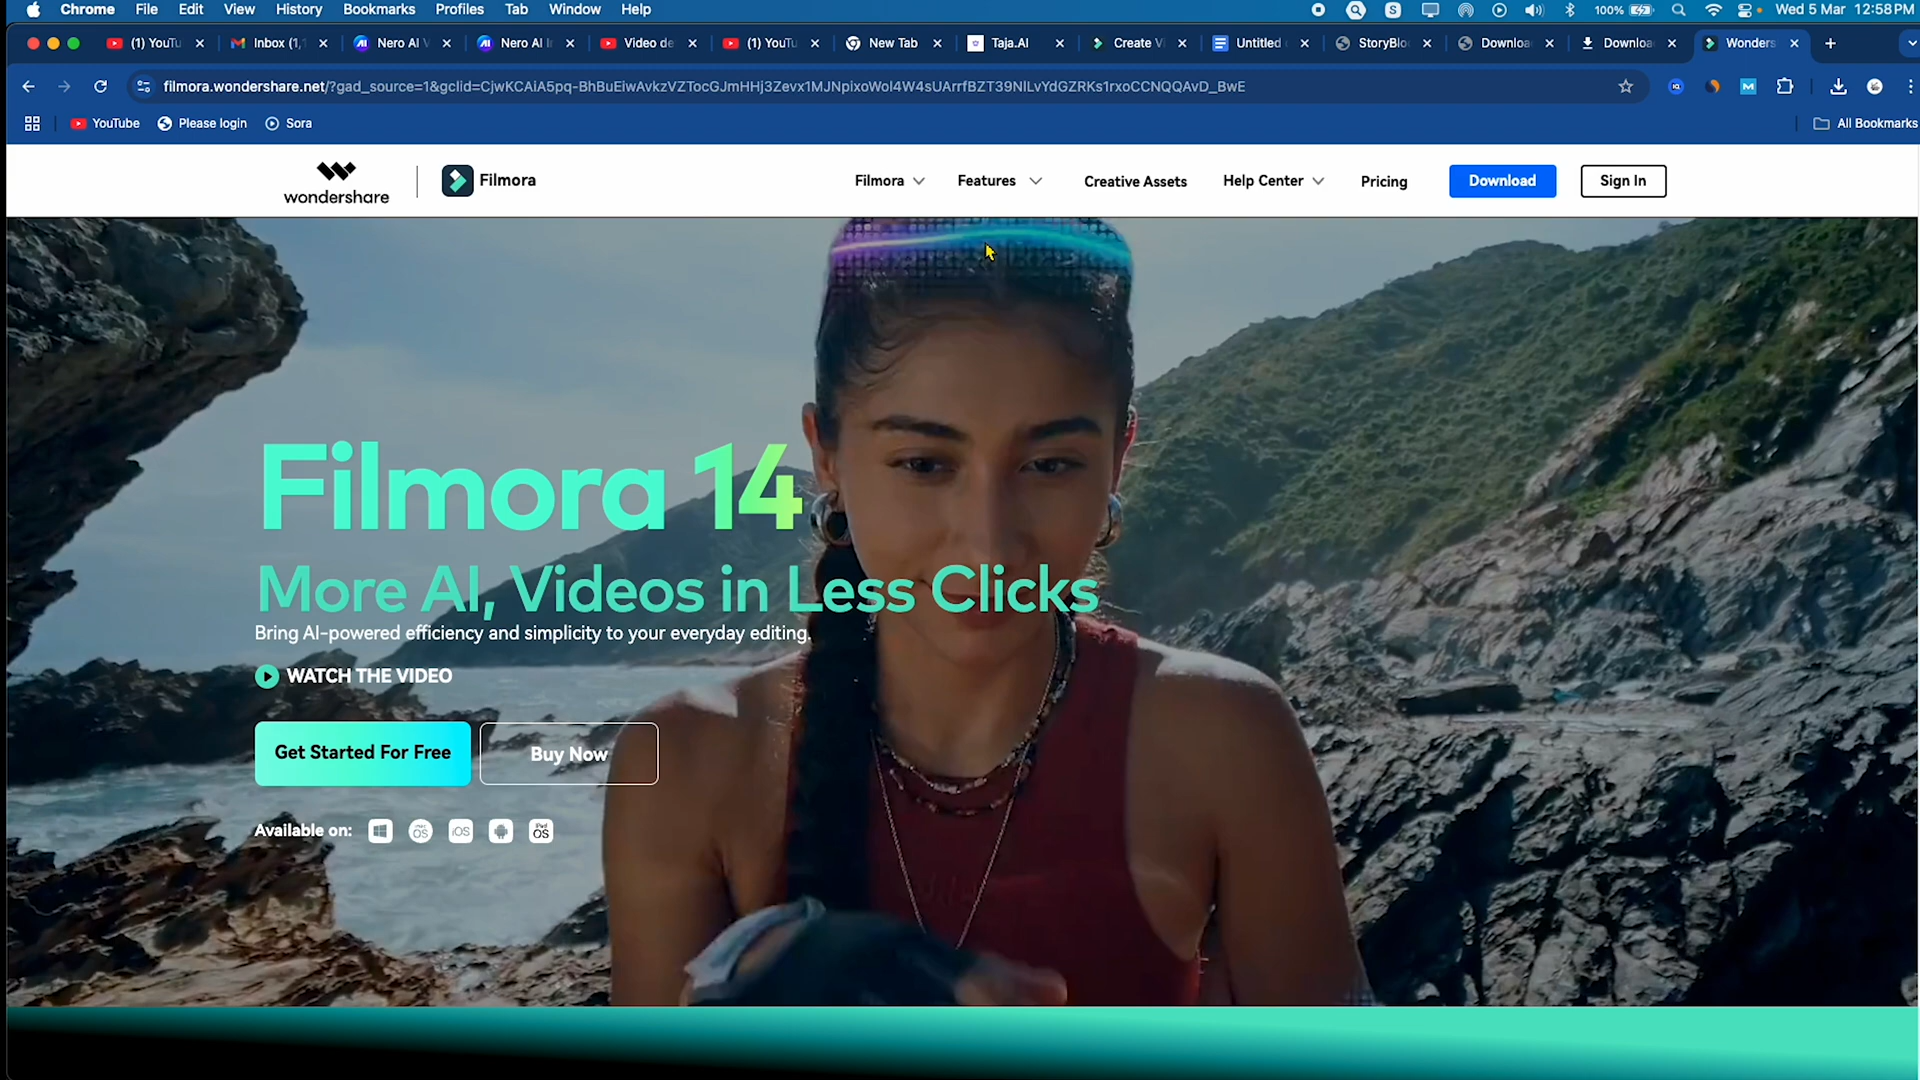 Chrome File Edit View History Bookmarks Profiles Tab Window Help
100% Wed 5 Mar 12:58PM
(1) YouTu
Inbox (1,
Nero AI V
Nero AI I
Video de
(1) YouTu
New Tab
Taja.AI
Create Vi
Untitled
StoryBlo
Downloa
Downloa
Wonders
filmora.wondershare.net/?gad_source=1&gclid=CjwKCAiA5pq-BhBuEiwAvkzVZTocGJmHHj3Zevx1MJNpixoWol4W4sUArrfBZT39NlLvYdGZRKs1rxoCCNQQAvD_BwE
YouTube Please login Sora All Bookmarks
wondershare
Filmora
Filmora Features Creative Assets Help Center Pricing Download Sign In
Filmora 14
More AI, Videos in Less Clicks
Bring AI-powered efficiency and simplicity to your everyday editing.
WATCH THE VIDEO
Get Started For Free Buy Now
Available on: